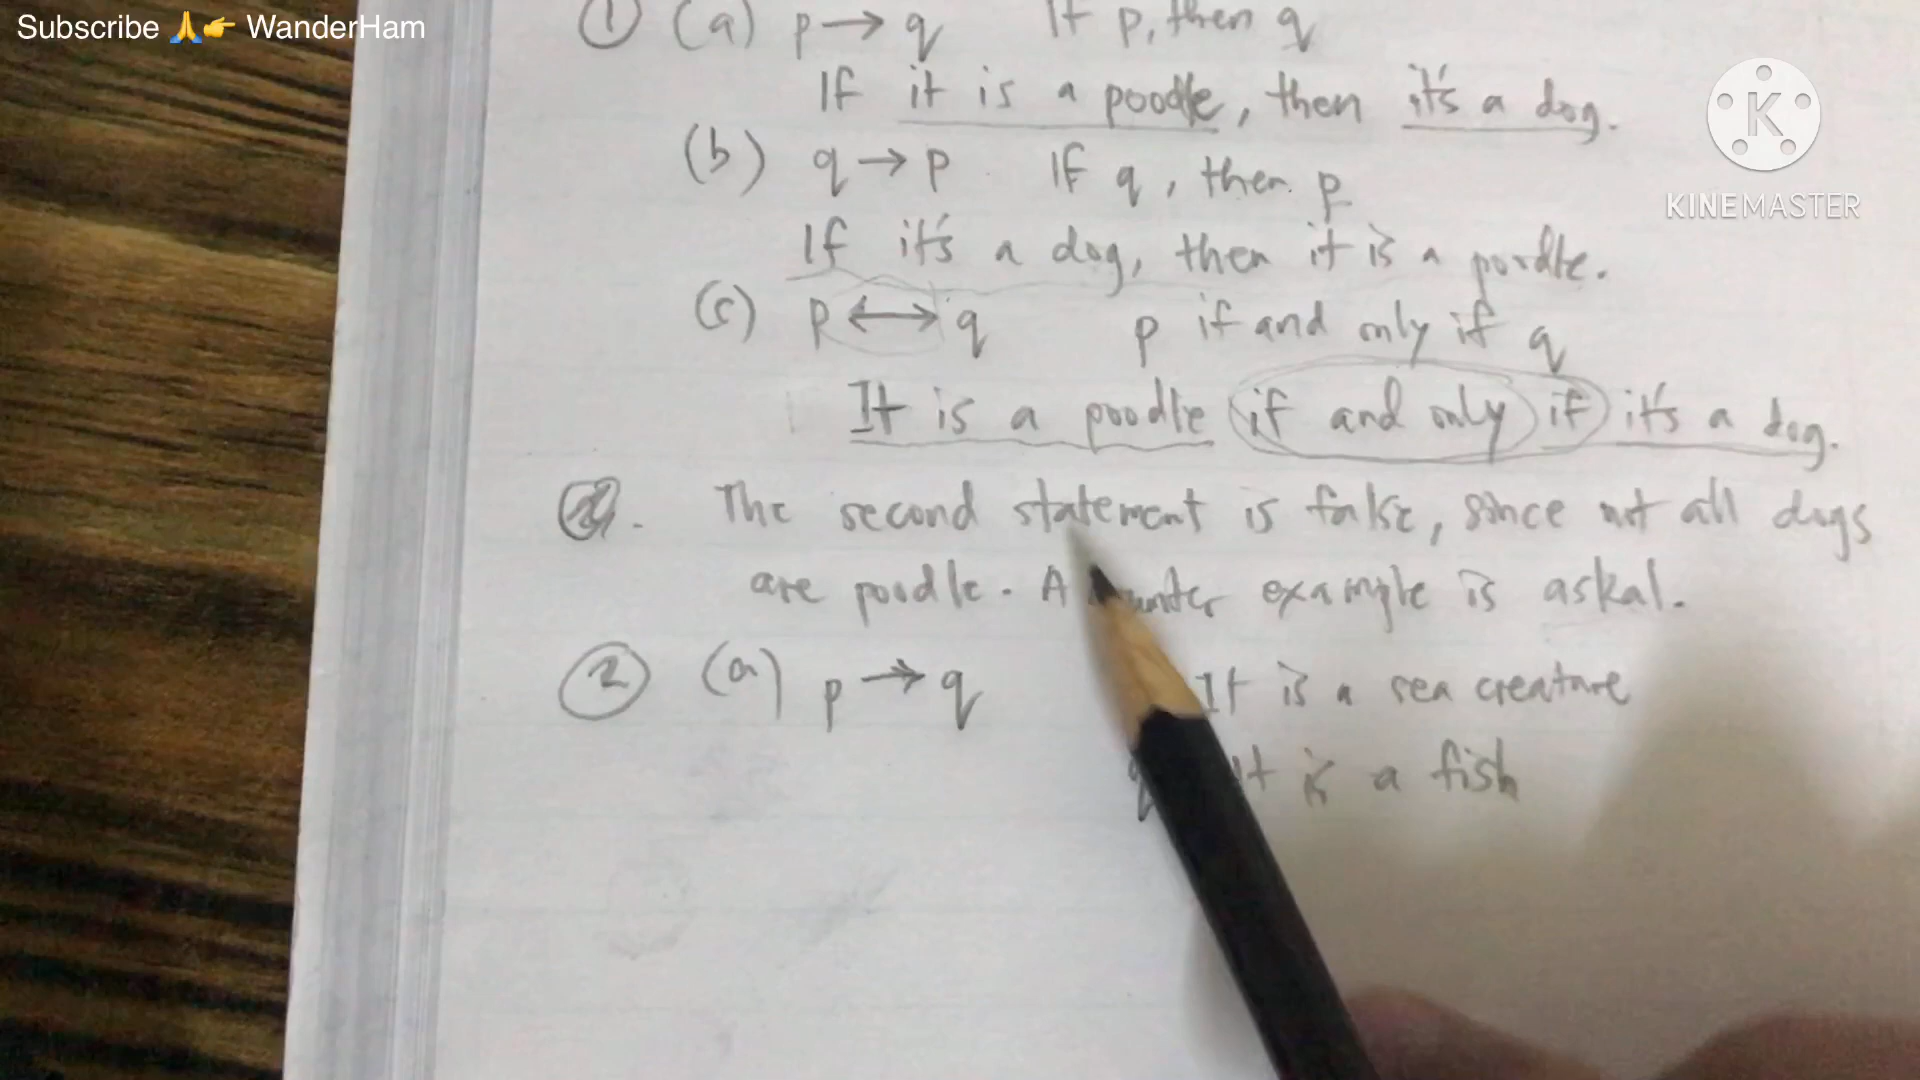 Subscribe 🙏👉 WanderHam
① (a) p → q If p, then q
If it is a poodle, then it's a dog.
(b) q → p If q, then p
If it's a dog, then it is a poodle.
(c) p ↔ q p if and only if q
It is a poodle if and only if it's a dog.
The second statement is false, since not all dogs
are poodle. A example is askal.
② (a) p → q It is a sea creature
It is a fish
K
KINEMASTER